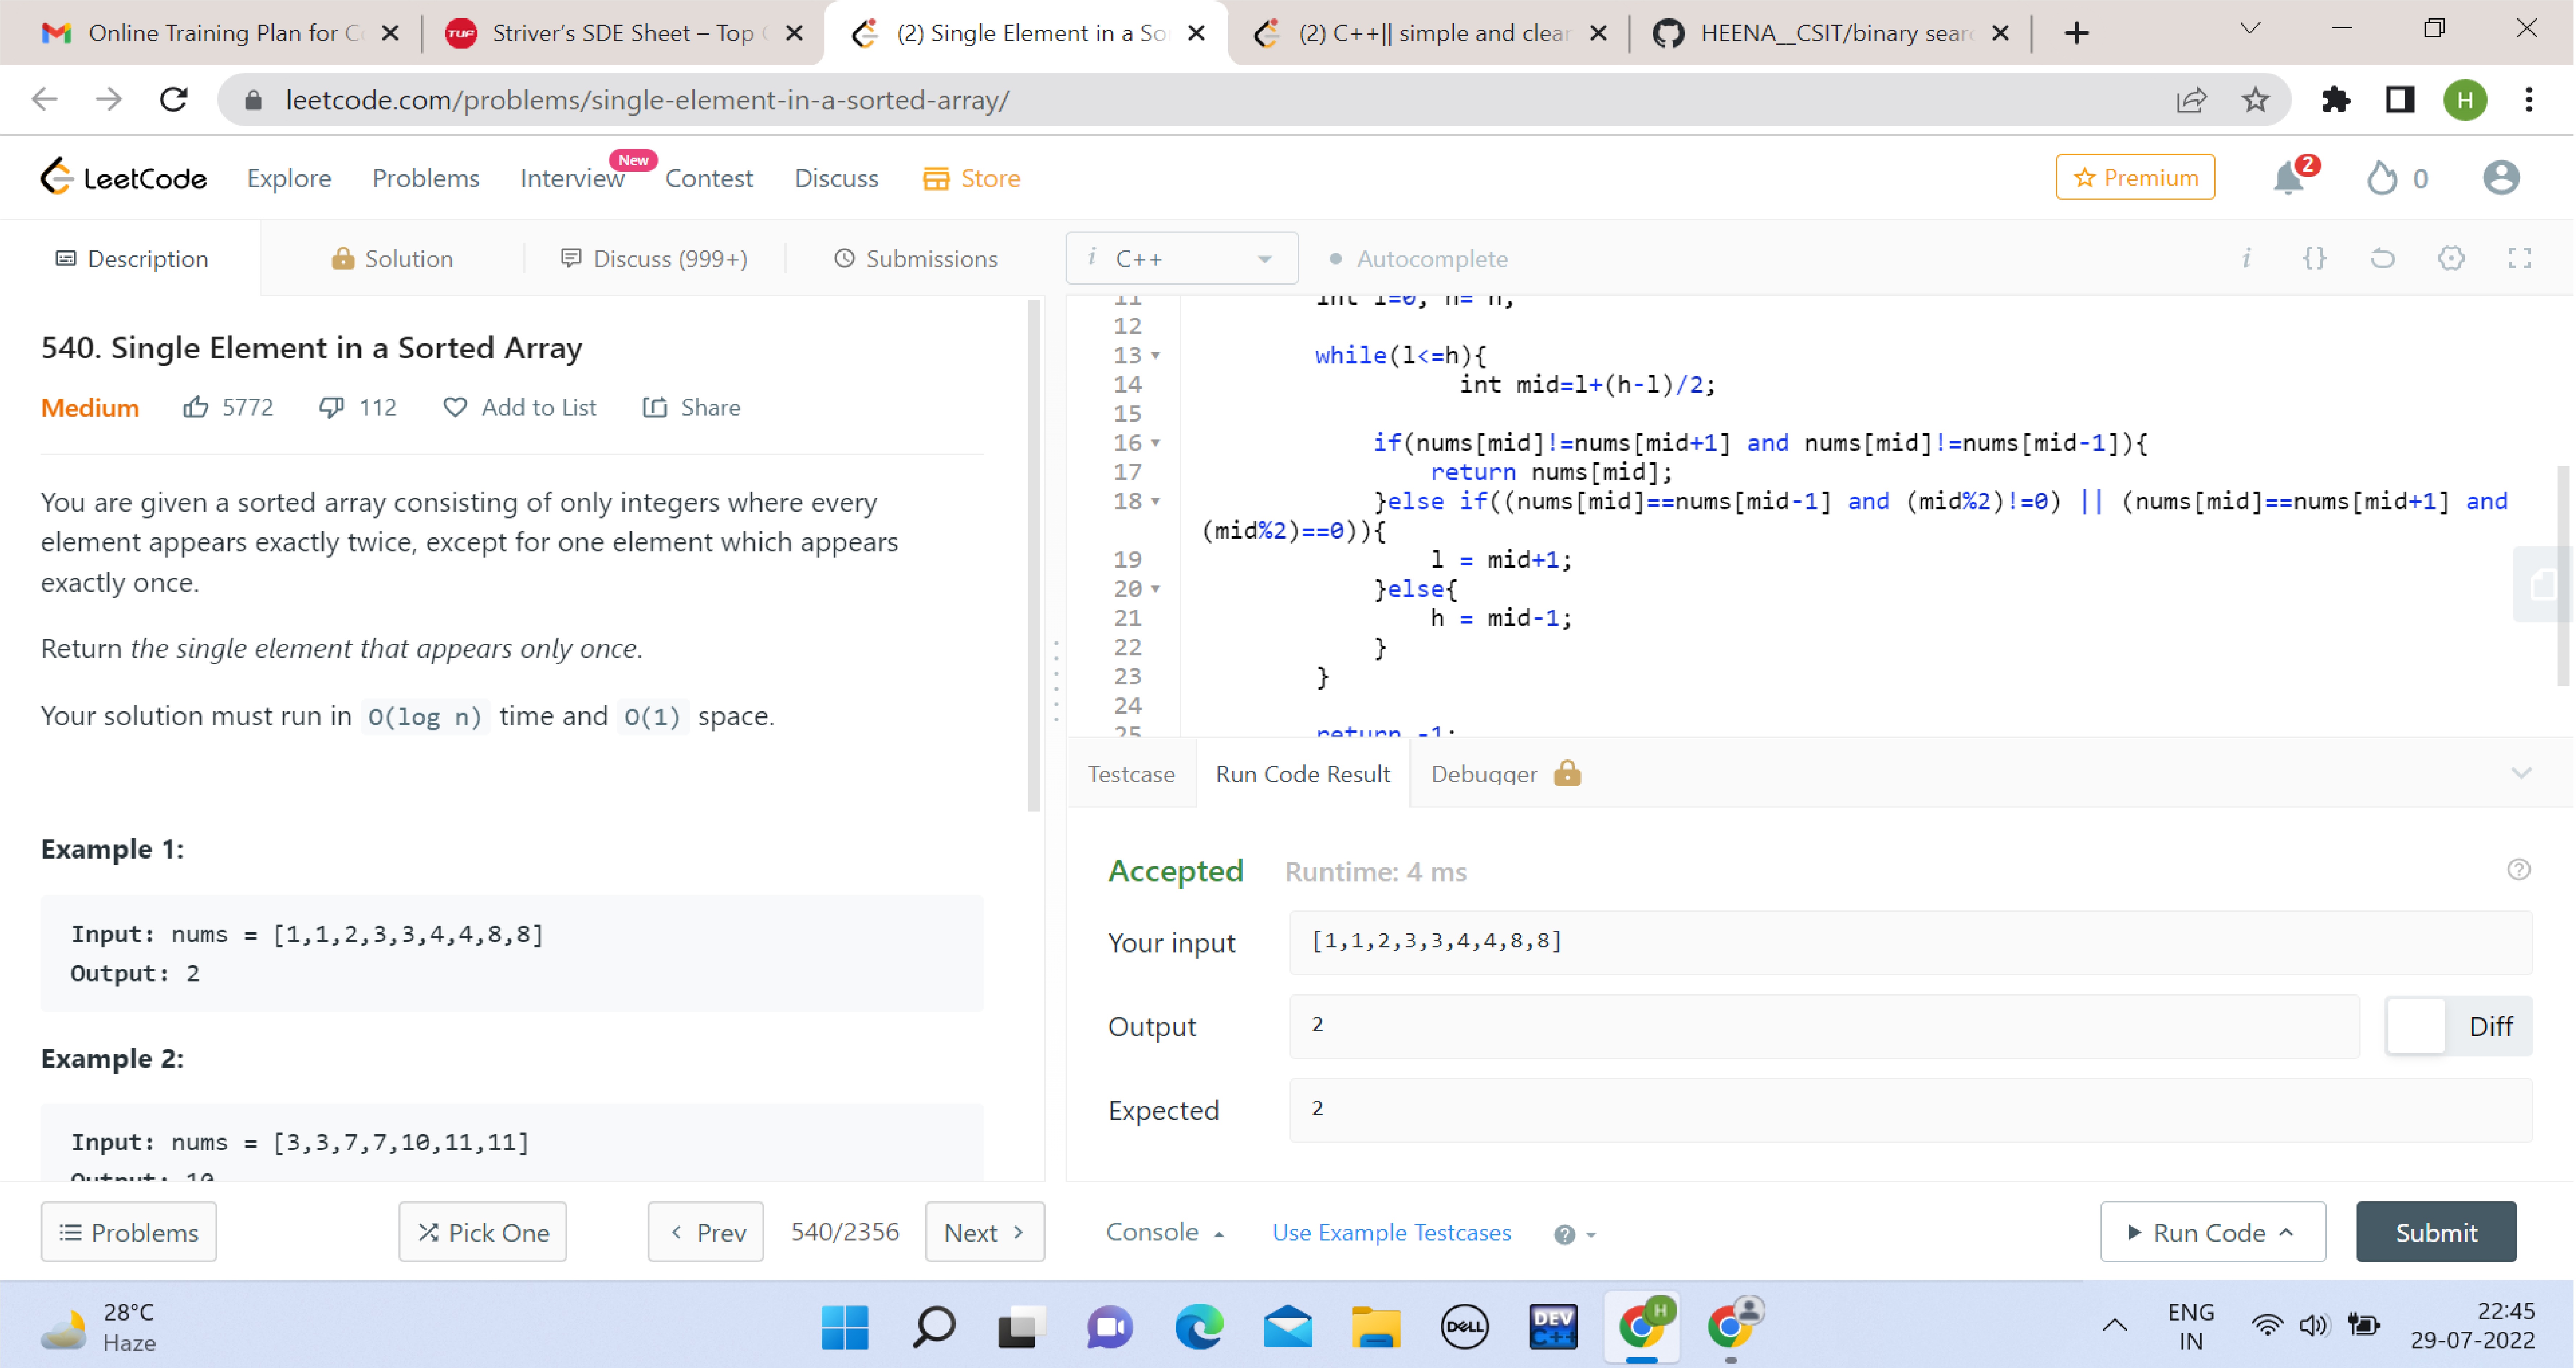 Online Training Plan for C
Striver's SDE Sheet – Top
(2) Single Element in a So
(2) C++|| simple and clear
HEENA__CSIT/binary sear
leetcode.com/problems/single-element-in-a-sorted-array/
H
LeetCode
Explore
Problems
Interview
New
Contest
Discuss
Store
Premium
2
0
Description
Solution
Discuss (999+)
Submissions
i C++
Autocomplete
i {}
540. Single Element in a Sorted Array
Medium 5772 112 Add to List Share
You are given a sorted array consisting of only integers where every
element appears exactly twice, except for one element which appears
exactly once.
Return the single element that appears only once.
Your solution must run in O(log n) time and O(1) space.
Example 1:
Input: nums = [1,1,2,3,3,4,4,8,8]
Output: 2
Example 2:
Input: nums = [3,3,7,7,10,11,11]
Output: 10
11 int l=0, h= n;
12
13 while(l<=h){
14 int mid=l+(h-l)/2;
15
16 if(nums[mid]!=nums[mid+1] and nums[mid]!=nums[mid-1]){
17 return nums[mid];
18 }else if((nums[mid]==nums[mid-1] and (mid%2)!=0) || (nums[mid]==nums[mid+1] and
(mid%2)==0)){
19 l = mid+1;
20 }else{
21 h = mid-1;
22 }
23 }
24
25 return -1;
Testcase
Run Code Result
Debugger
Accepted Runtime: 4 ms
Your input
[1,1,2,3,3,4,4,8,8]
Output
2
Diff
Expected
2
Problems
Pick One
Prev
540/2356
Next
Console
Use Example Testcases
Run Code
Submit
28°C
Haze
DELL
DEV
C++
H
ENG
IN
22:45
29-07-2022